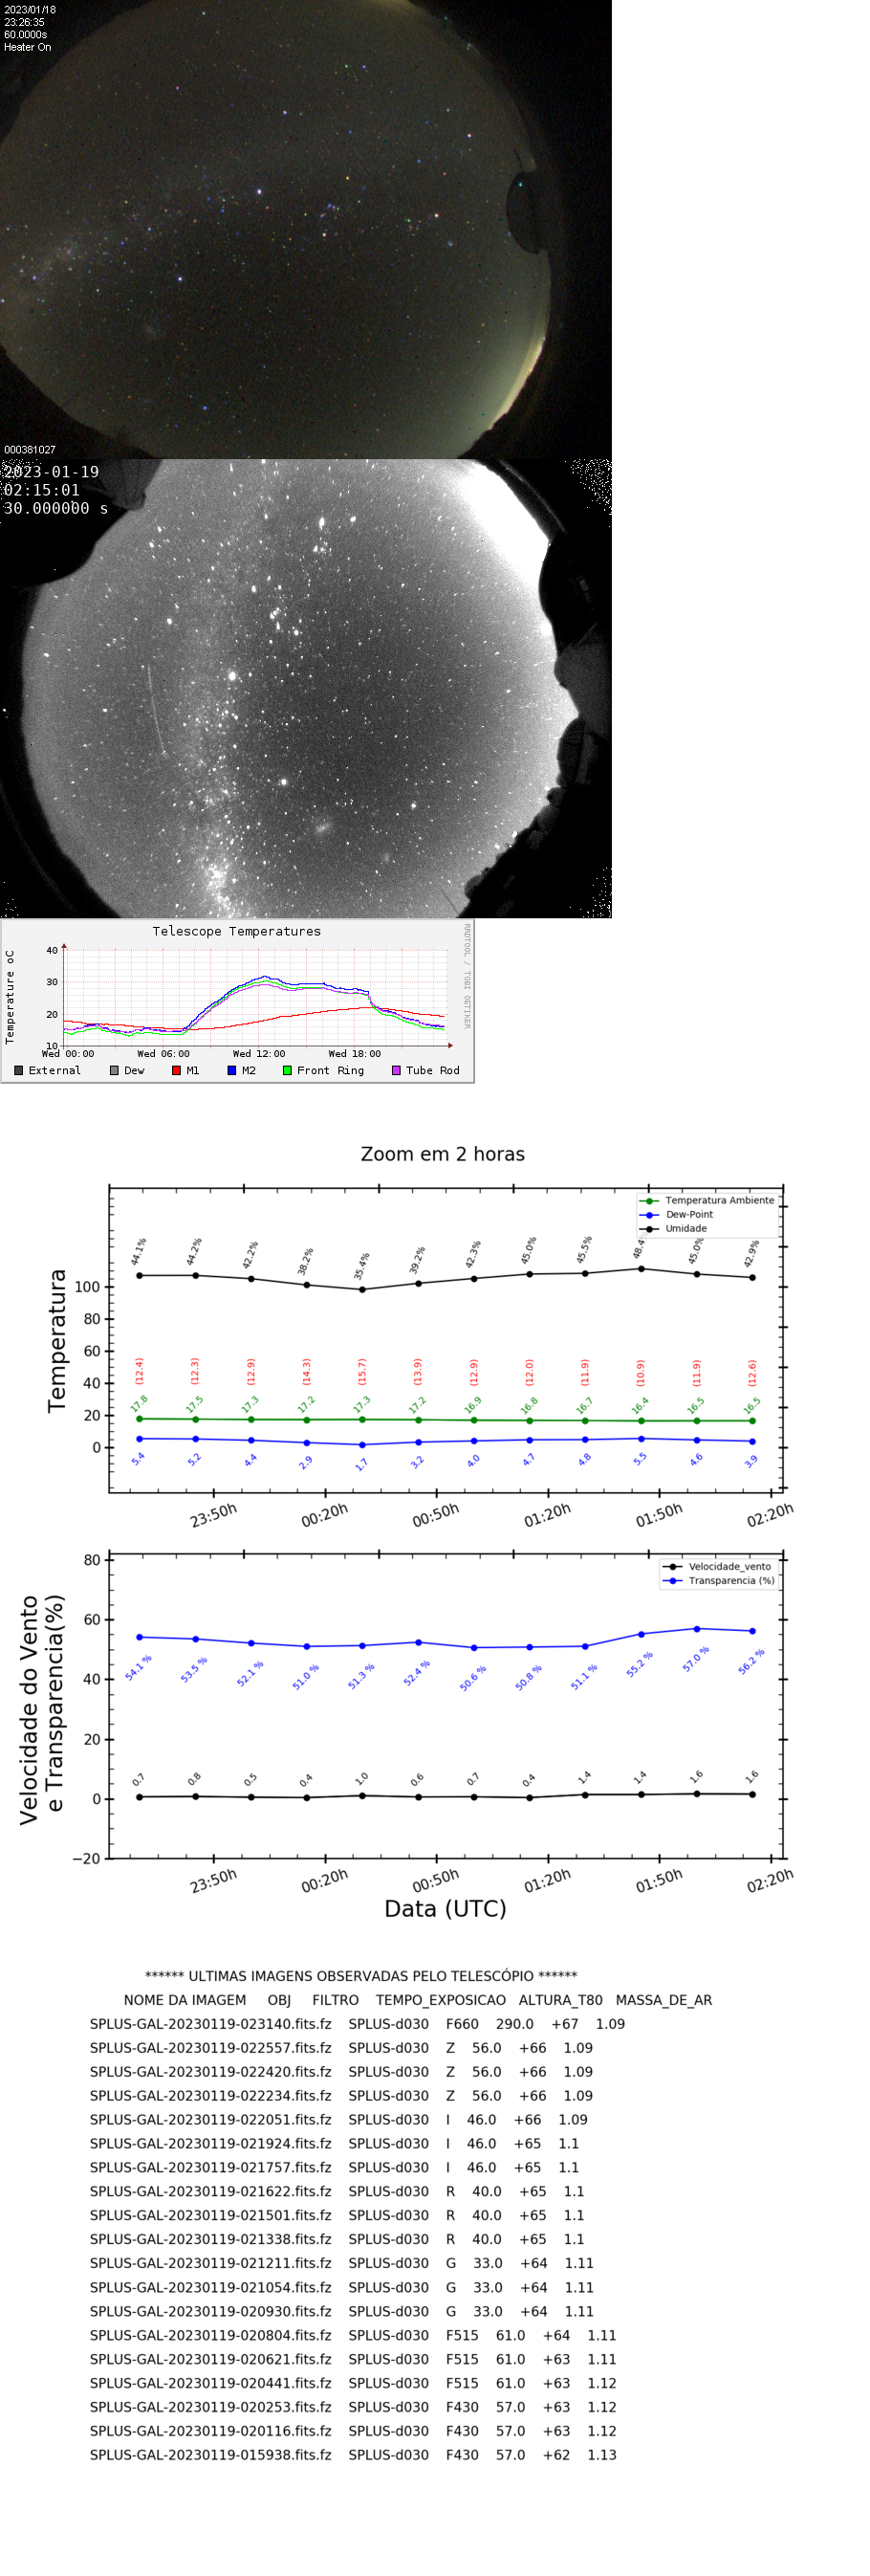 2023/01/18
23:26:35
60.0000s
Heater On
000381027
2023-01-19
02:15:01
30.000000 s
Telescope Temperatures
RRDTOOL / TOBI OETIKER
Temperature oC
40
30
20
10
Wed 00:00 Wed 06:00 Wed 12:00 Wed 18:00
External Dew M1 M2 Front Ring Tube Rod
Zoom em 2 horas
Temperatura Ambiente
Dew-Point
Umidade
44.1% 44.2% 42.2% 38.2% 35.4% 39.2% 42.3% 45.0% 45.5% 48.4 45.0% 42.9%
Temperatura
100
80
60
40
20
0
(12.4) (12.3) (12.9) (14.3) (15.7) (13.9) (12.9) (12.0) (11.9) (10.9) (11.9) (12.6)
17.8 17.5 17.3 17.2 17.3 17.2 16.9 16.8 16.7 16.4 16.5 16.5
5.4 5.2 4.4 2.9 1.7 3.2 4.0 4.7 4.8 5.5 4.6 3.9
23:50h 00:20h 00:50h 01:20h 01:50h 02:20h
Velocidade_vento
Transparencia (%)
Velocidade do Vento
e Transparencia(%)
80
60
40
20
0
−20
54.1 % 53.5 % 52.1 % 51.0 % 51.3 % 52.4 % 50.6 % 50.8 % 51.1 % 55.2 % 57.0 % 56.2 %
0.7 0.8 0.5 0.4 1.0 0.6 0.7 0.4 1.4 1.4 1.6 1.6
23:50h 00:20h 00:50h 01:20h 01:50h 02:20h
Data (UTC)
****** ULTIMAS IMAGENS OBSERVADAS PELO TELESCÓPIO ******
NOME DA IMAGEM OBJ FILTRO TEMPO_EXPOSICAO ALTURA_T80 MASSA_DE_AR
SPLUS-GAL-20230119-023140.fits.fz SPLUS-d030 F660 290.0 +67 1.09
SPLUS-GAL-20230119-022557.fits.fz SPLUS-d030 Z 56.0 +66 1.09
SPLUS-GAL-20230119-022420.fits.fz SPLUS-d030 Z 56.0 +66 1.09
SPLUS-GAL-20230119-022234.fits.fz SPLUS-d030 Z 56.0 +66 1.09
SPLUS-GAL-20230119-022051.fits.fz SPLUS-d030 I 46.0 +66 1.09
SPLUS-GAL-20230119-021924.fits.fz SPLUS-d030 I 46.0 +65 1.1
SPLUS-GAL-20230119-021757.fits.fz SPLUS-d030 I 46.0 +65 1.1
SPLUS-GAL-20230119-021622.fits.fz SPLUS-d030 R 40.0 +65 1.1
SPLUS-GAL-20230119-021501.fits.fz SPLUS-d030 R 40.0 +65 1.1
SPLUS-GAL-20230119-021338.fits.fz SPLUS-d030 R 40.0 +65 1.1
SPLUS-GAL-20230119-021211.fits.fz SPLUS-d030 G 33.0 +64 1.11
SPLUS-GAL-20230119-021054.fits.fz SPLUS-d030 G 33.0 +64 1.11
SPLUS-GAL-20230119-020930.fits.fz SPLUS-d030 G 33.0 +64 1.11
SPLUS-GAL-20230119-020804.fits.fz SPLUS-d030 F515 61.0 +64 1.11
SPLUS-GAL-20230119-020621.fits.fz SPLUS-d030 F515 61.0 +63 1.11
SPLUS-GAL-20230119-020441.fits.fz SPLUS-d030 F515 61.0 +63 1.12
SPLUS-GAL-20230119-020253.fits.fz SPLUS-d030 F430 57.0 +63 1.12
SPLUS-GAL-20230119-020116.fits.fz SPLUS-d030 F430 57.0 +63 1.12
SPLUS-GAL-20230119-015938.fits.fz SPLUS-d030 F430 57.0 +62 1.13